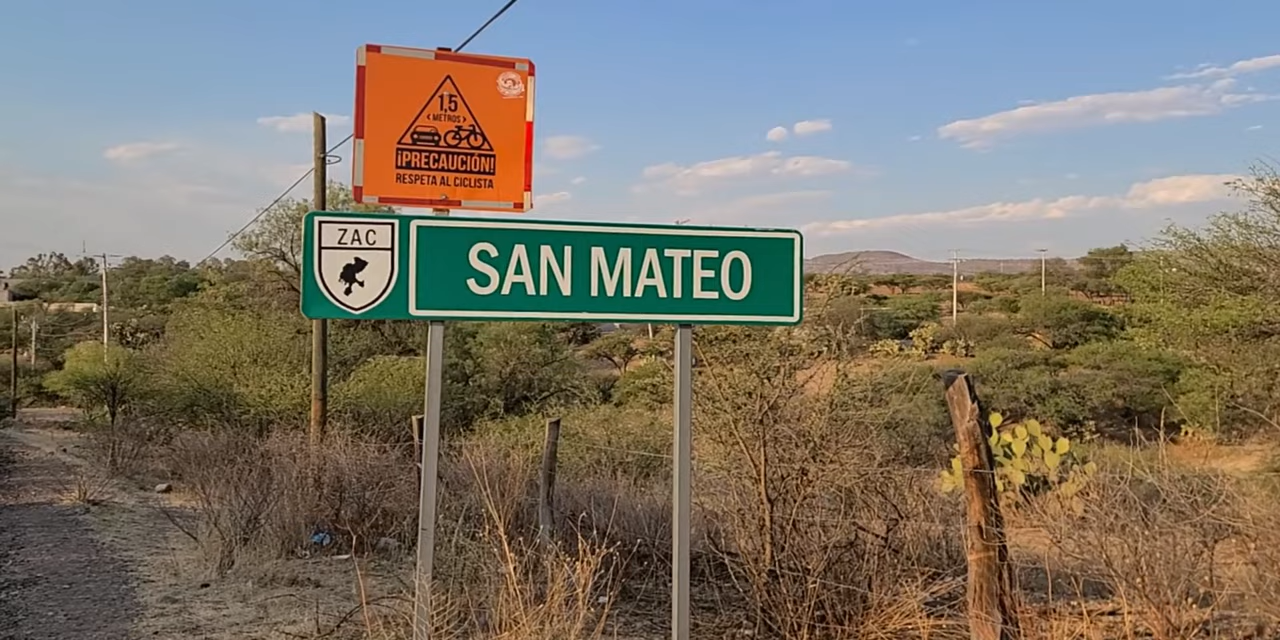 1,5
<METROS>
¡PRECAUCIÓN!
RESPETA AL CICLISTA
ZAC
SAN MATEO